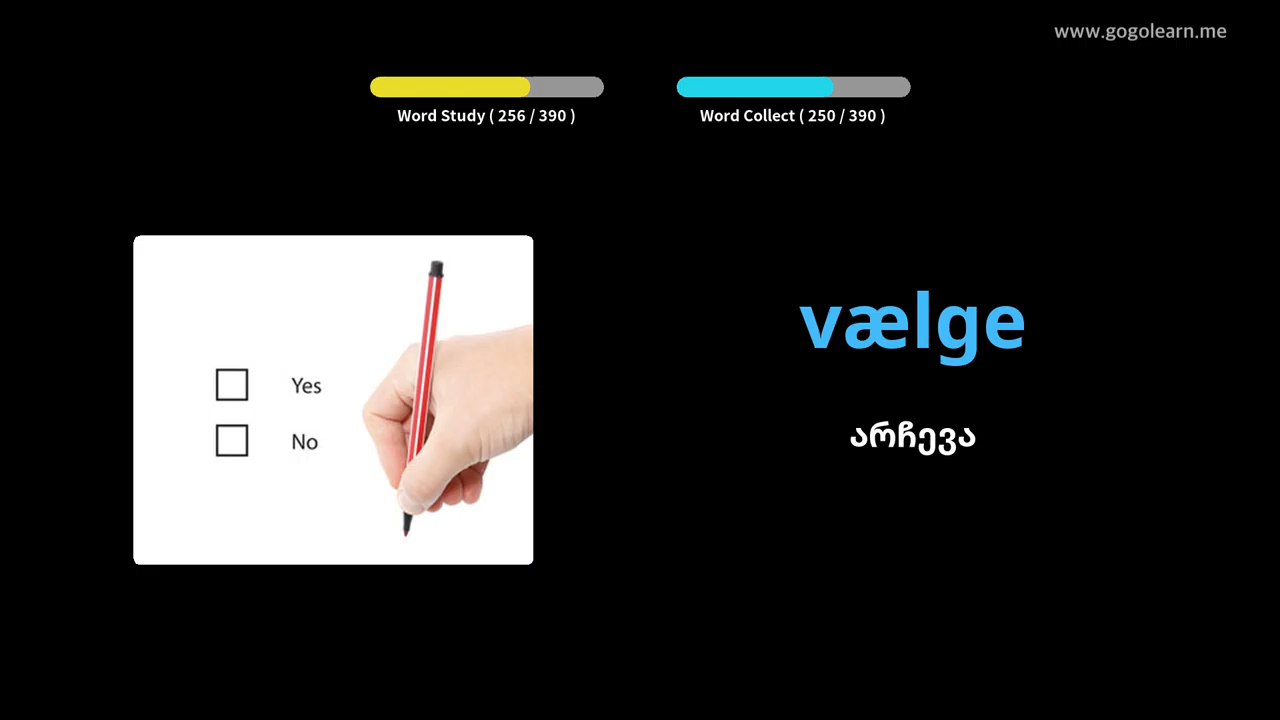 www.gogolearn.me
Word Study ( 256 / 390 )
Word Collect ( 250 / 390 )
vælge
Yes
No
არჩევა